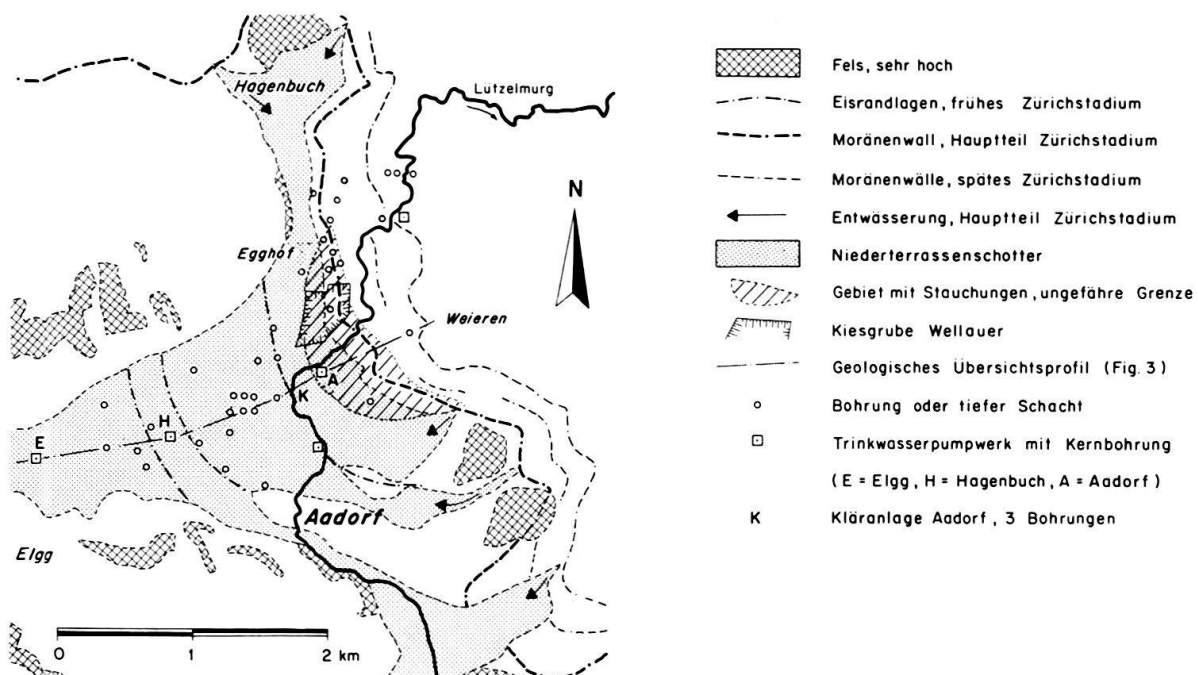 Hagenbuch
Lützelmurg
N
Egghof
Weieren
A
K
H
E
Aadorf
Elgg
0 1 2 km
Fels, sehr hoch
Eisrandlagen, frühes Zürichstadium
Moränenwall, Hauptteil Zürichstadium
Moränenwälle, spätes Zürichstadium
Entwässerung, Hauptteil Zürichstadium
Niederterrassenschotter
Gebiet mit Stauchungen, ungefähre Grenze
Kiesgrube Wellauer
Geologisches Übersichtsprofil (Fig. 3)
Bohrung oder tiefer Schacht
Trinkwasserpumpwerk mit Kernbohrung
(E = Elgg, H = Hagenbuch, A = Aadorf)
K Kläranlage Aadorf, 3 Bohrungen